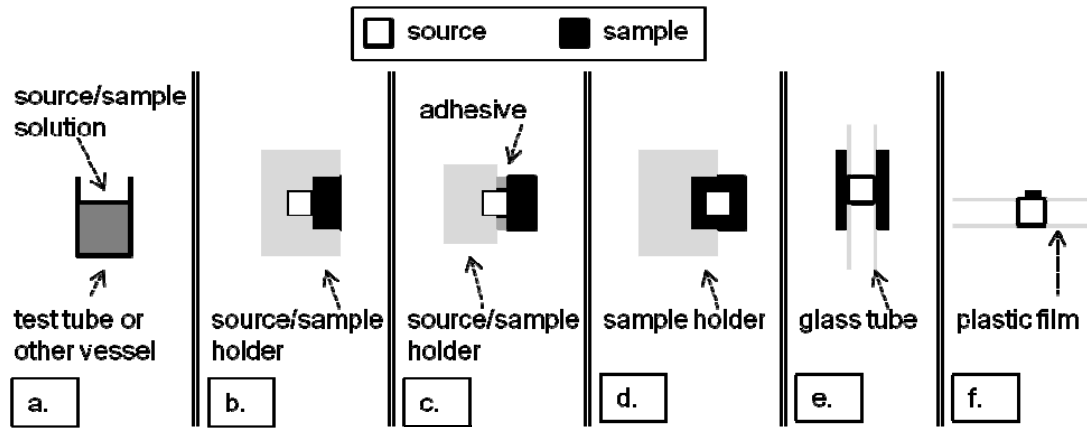 source sample
source/sample
solution
test tube or
other vessel
a.
source/sample
holder
b.
adhesive
source/sample
holder
c.
sample holder
d.
glass tube
e.
plastic film
f.